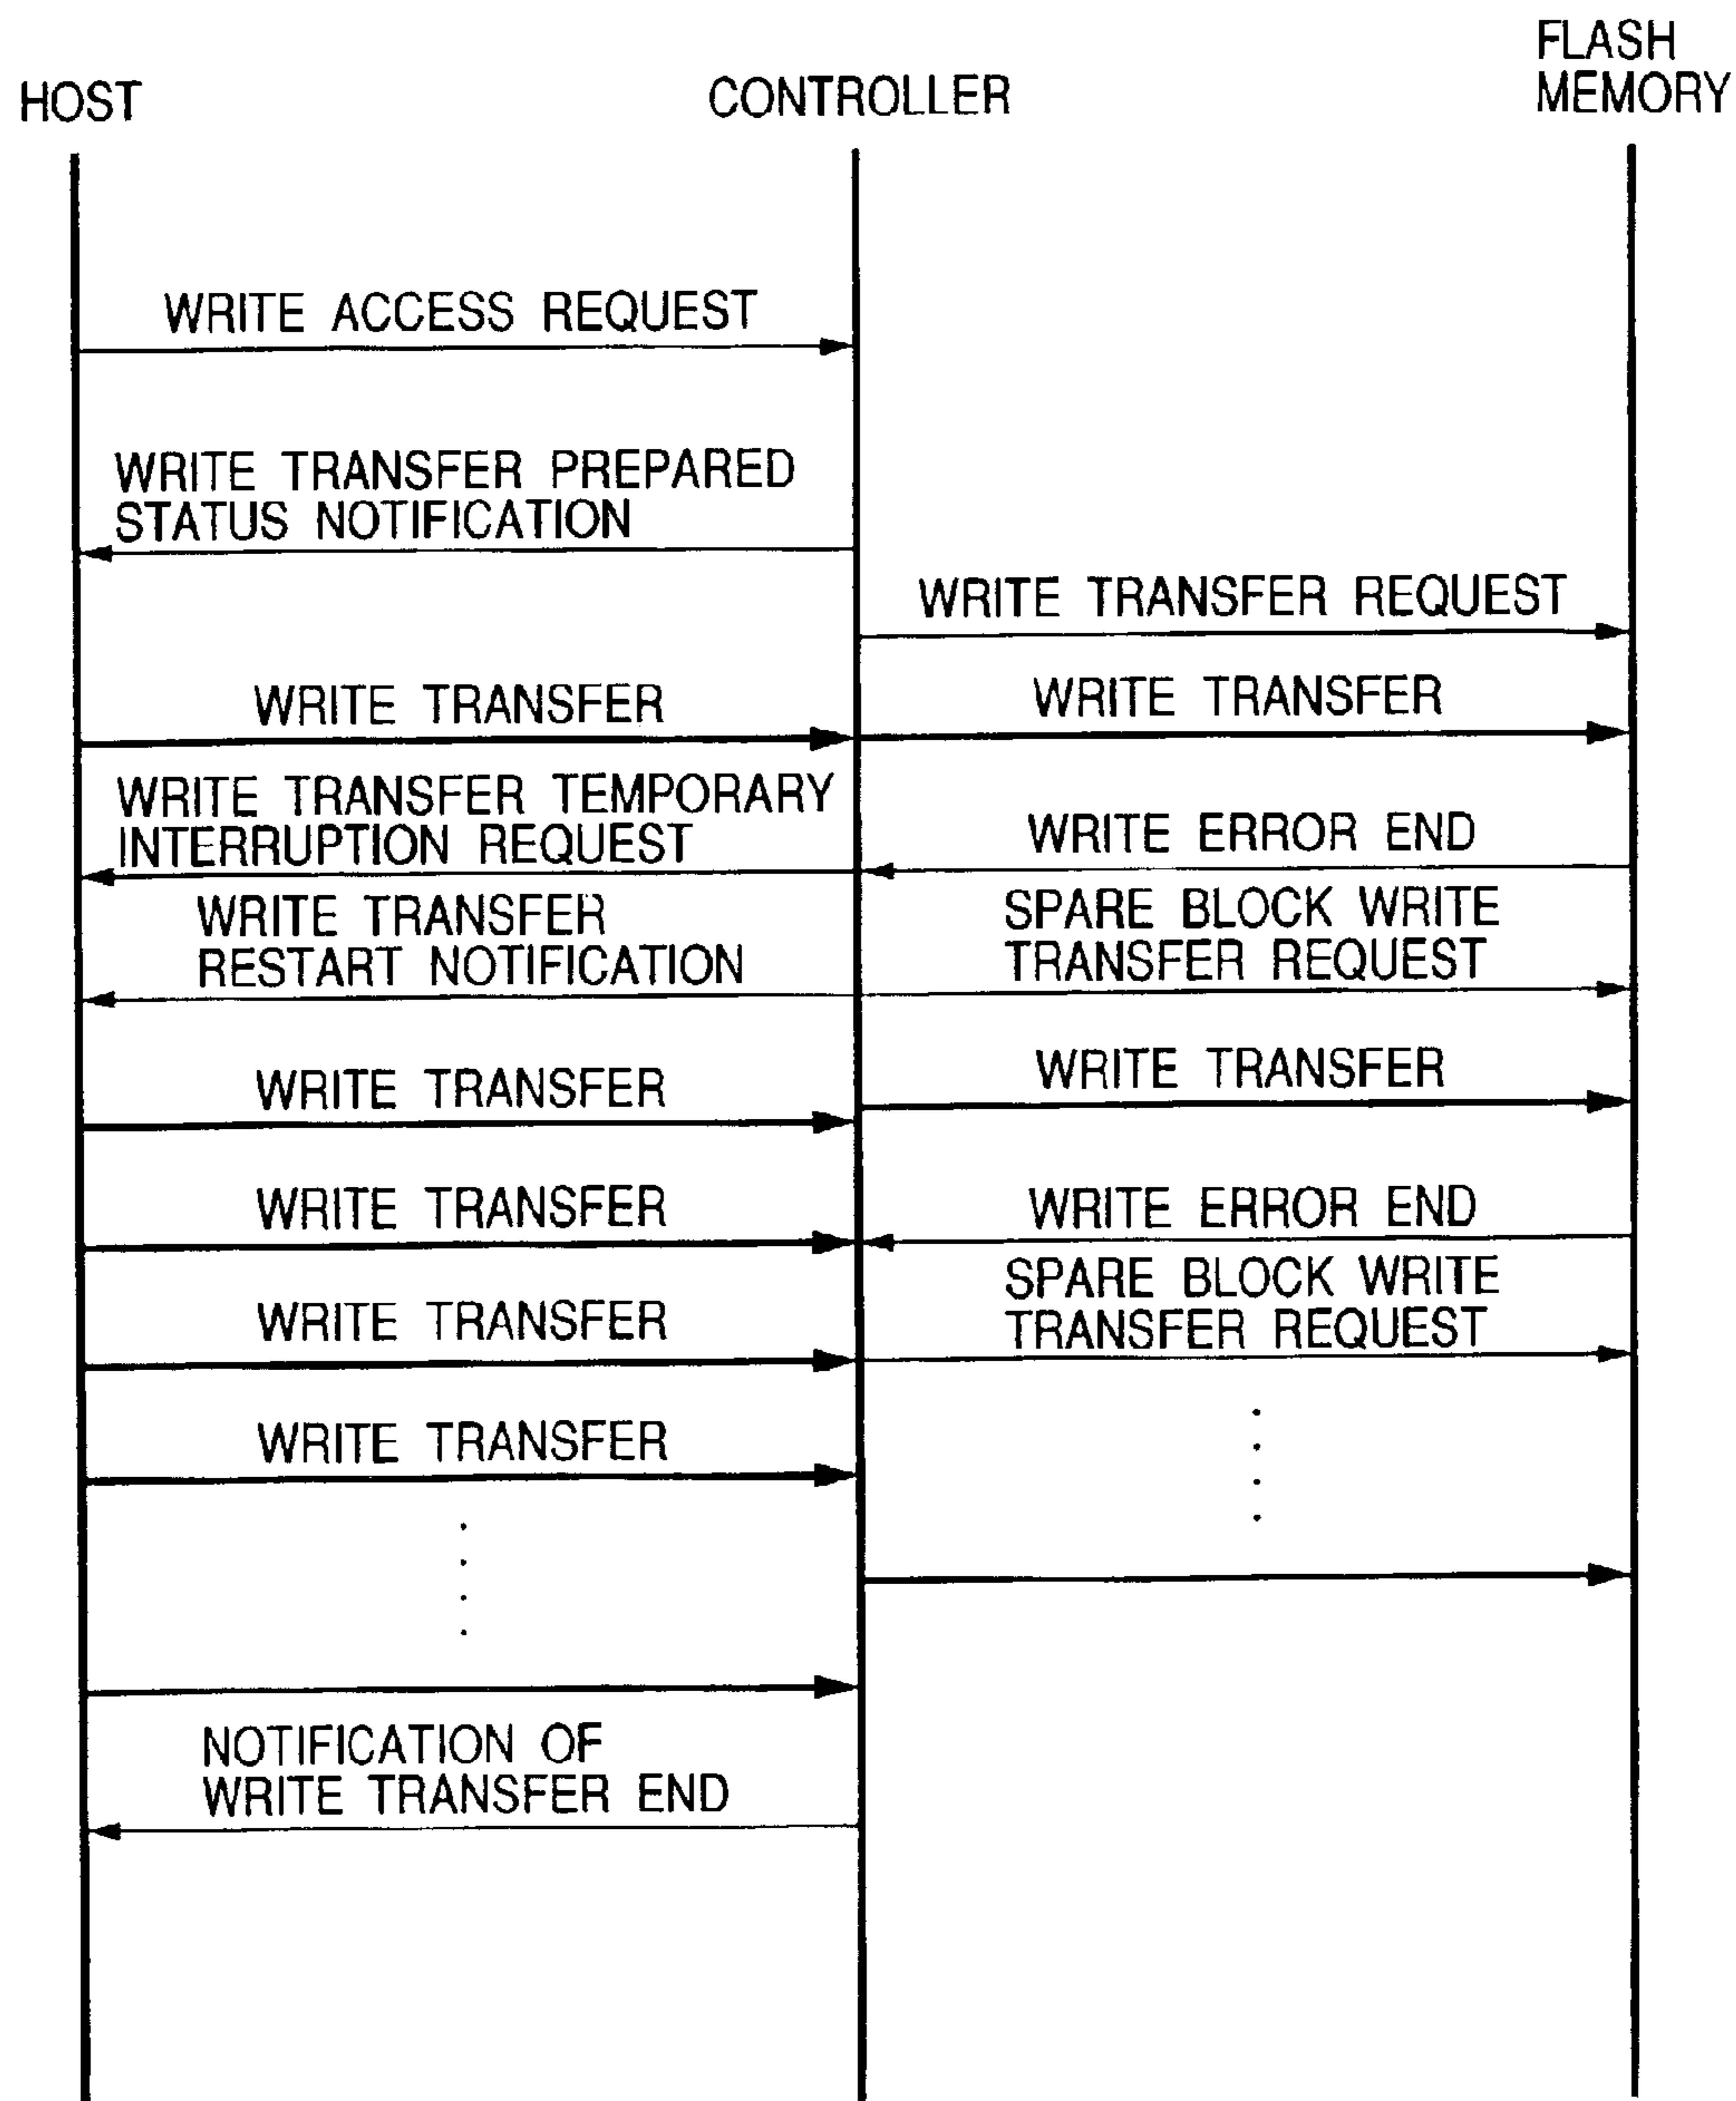 HOST
CONTROLLER
FLASH
MEMORY
WRITE ACCESS REQUEST
WRITE TRANSFER PREPARED
STATUS NOTIFICATION
WRITE TRANSFER REQUEST
WRITE TRANSFER
WRITE TRANSFER
WRITE TRANSFER TEMPORARY
INTERRUPTION REQUEST
WRITE ERROR END
WRITE TRANSFER
RESTART NOTIFICATION
SPARE BLOCK WRITE
TRANSFER REQUEST
WRITE TRANSFER
WRITE TRANSFER
WRITE TRANSFER
WRITE ERROR END
WRITE TRANSFER
SPARE BLOCK WRITE
TRANSFER REQUEST
WRITE TRANSFER
NOTIFICATION OF
WRITE TRANSFER END